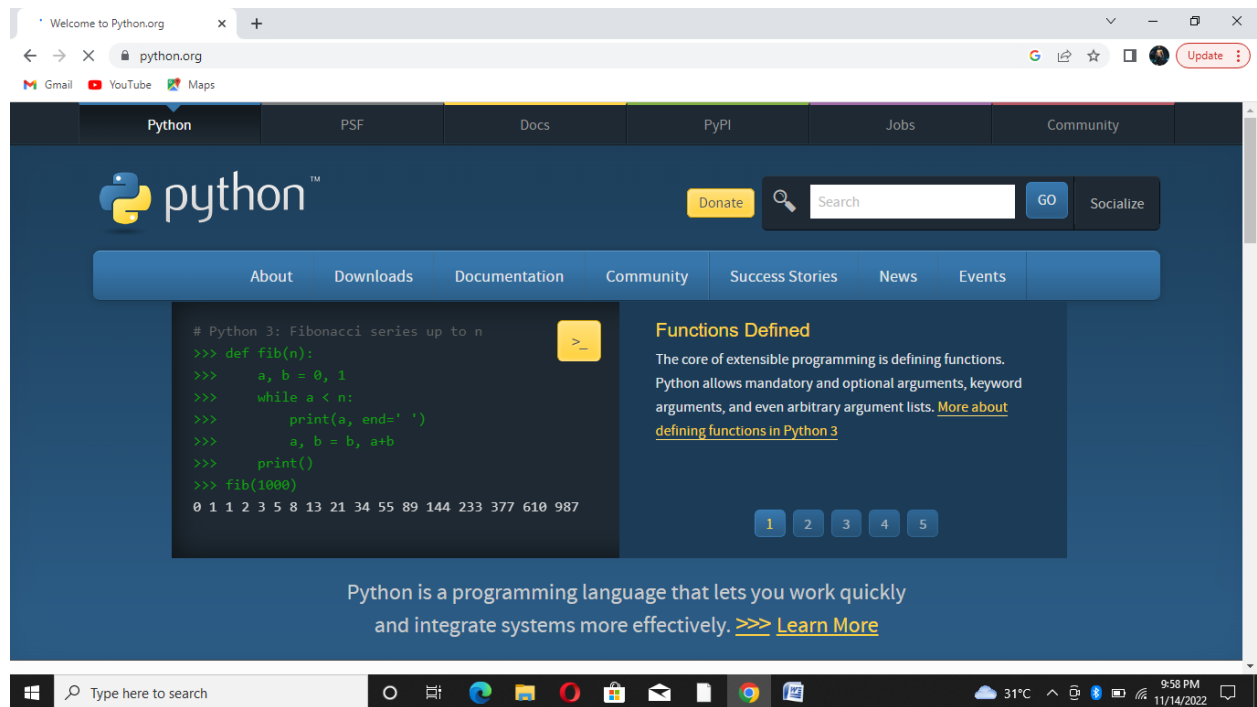 Welcome to Python.org
python.org
Update
Gmail YouTube Maps
Python PSF Docs PyPI Jobs Community
python™
Donate Search GO Socialize
About Downloads Documentation Community Success Stories News Events
# Python 3: Fibonacci series up to n
>>> def fib(n):
>>>     a, b = 0, 1
>>>     while a < n:
>>>         print(a, end=' ')
>>>         a, b = b, a+b
>>>     print()
>>> fib(1000)
0 1 1 2 3 5 8 13 21 34 55 89 144 233 377 610 987
>_
Functions Defined
The core of extensible programming is defining functions.
Python allows mandatory and optional arguments, keyword
arguments, and even arbitrary argument lists. More about
defining functions in Python 3
1 2 3 4 5
Python is a programming language that lets you work quickly
and integrate systems more effectively. >>> Learn More
Type here to search
31°C
9:58 PM
11/14/2022